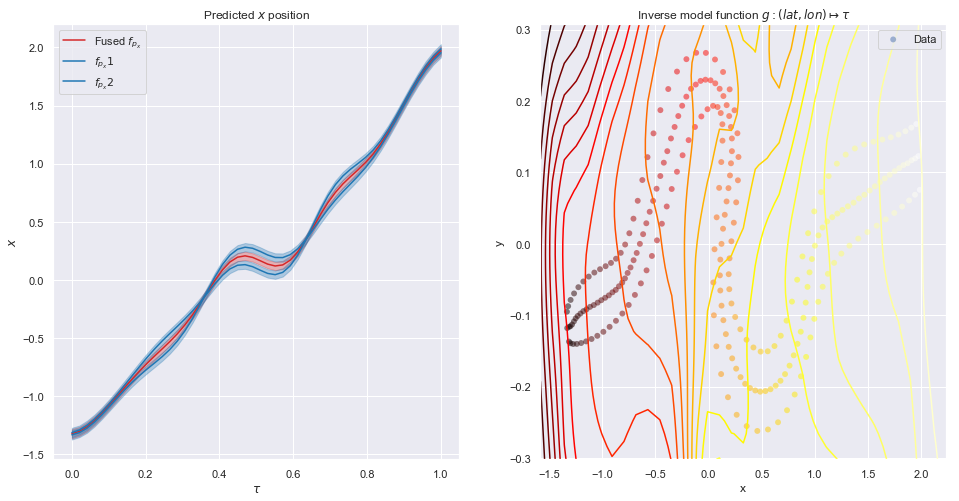 Predicted x position
Fused f_{p_x}
f_{p_x}1
f_{p_x}2
2.0
1.5
1.0
0.5
0.0
−0.5
−1.0
−1.5
x
0.0 0.2 0.4 0.6 0.8 1.0
τ
Inverse model function g : (lat, lon) ↦ τ
Data
0.3
0.2
0.1
0.0
−0.1
−0.2
−0.3
y
−1.5 −1.0 −0.5 0.0 0.5 1.0 1.5 2.0
x